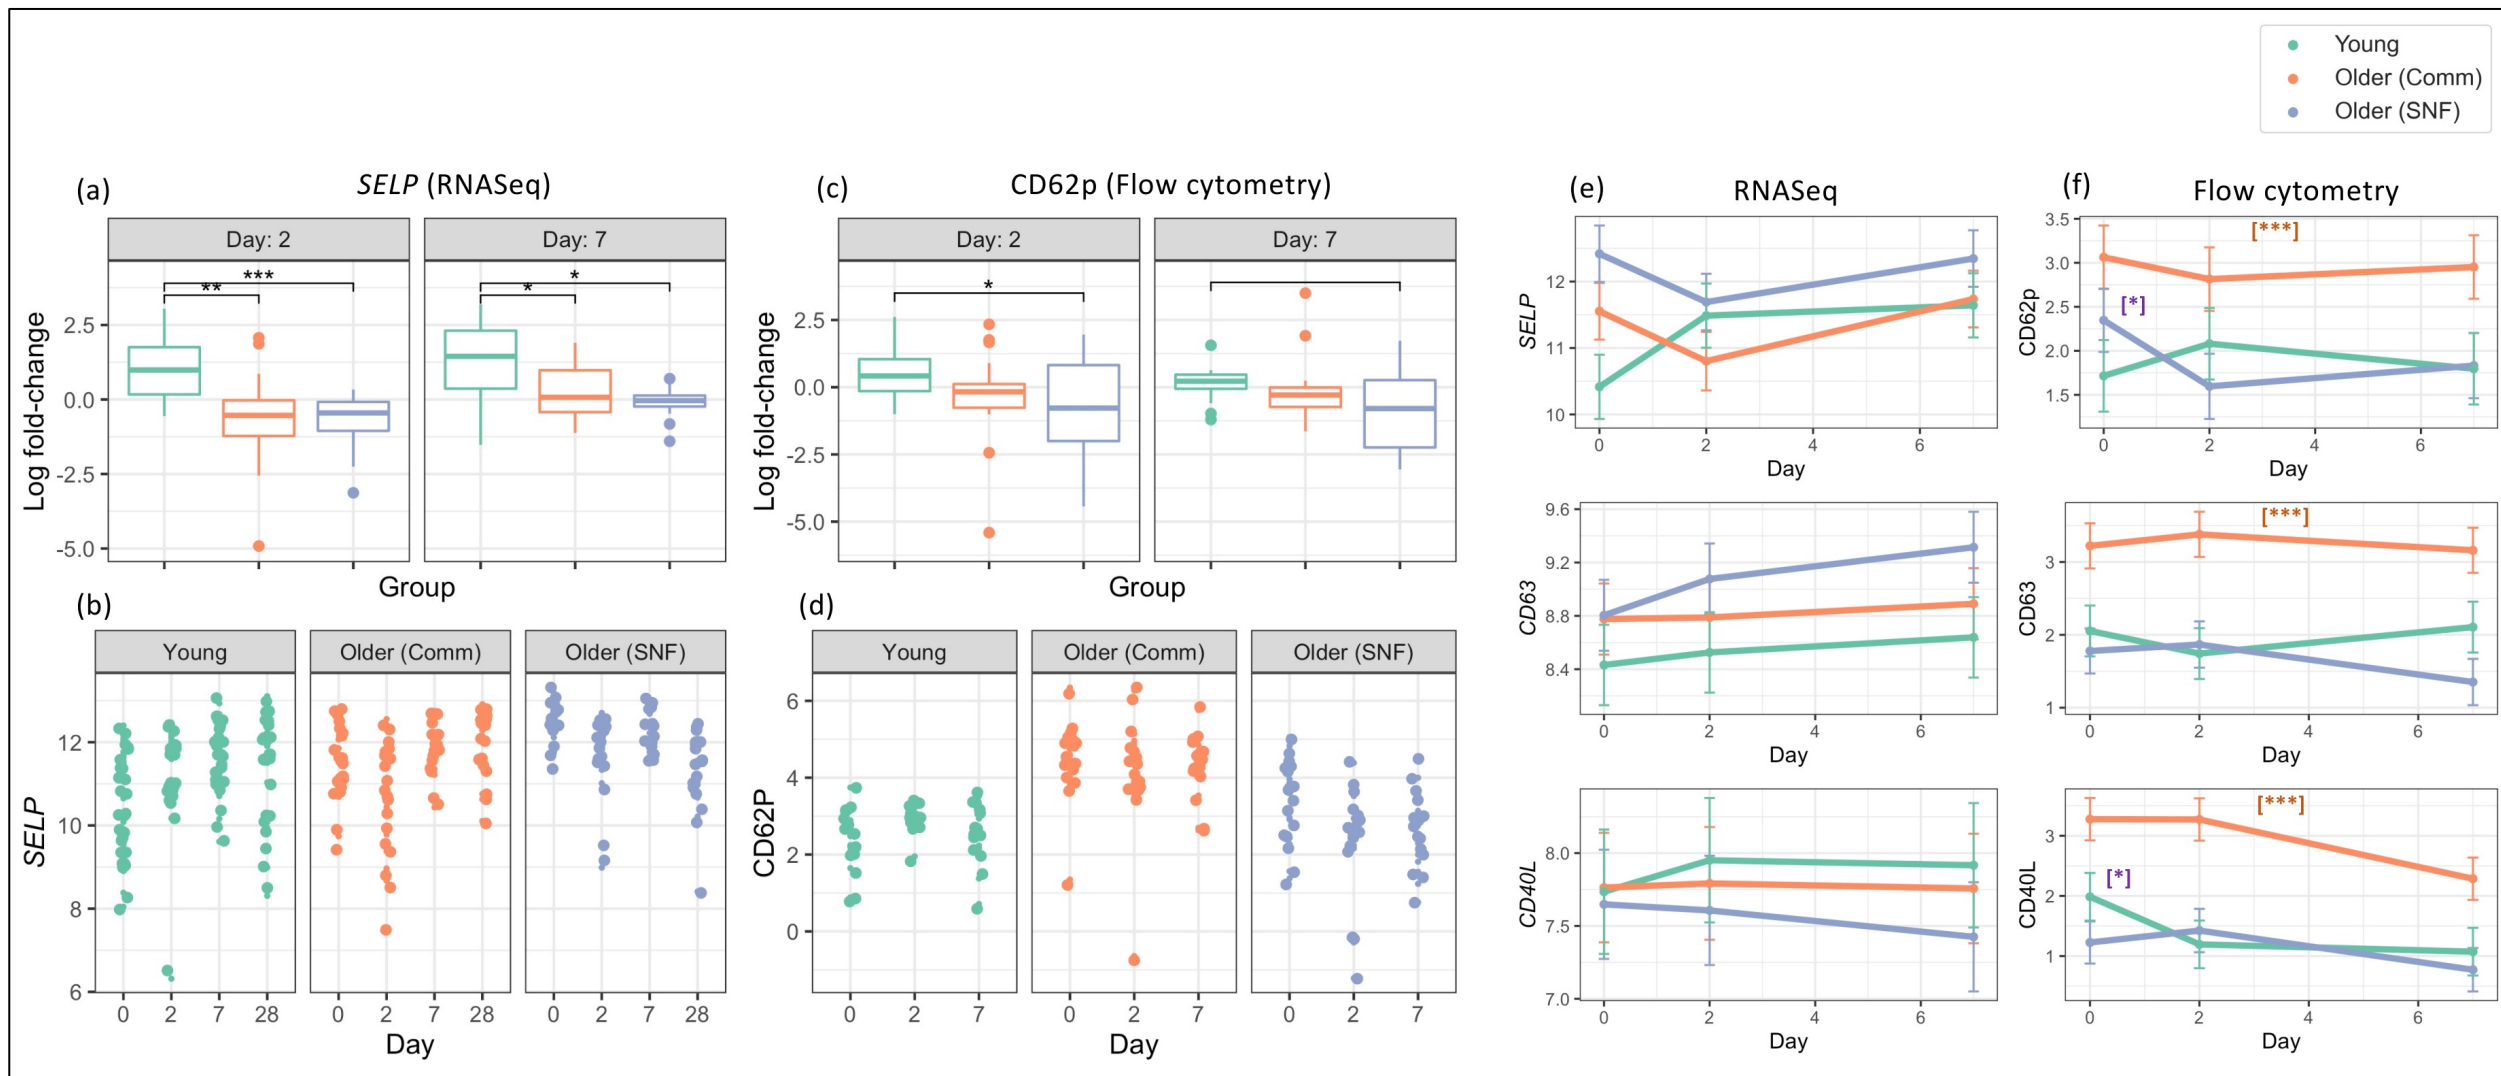 Young
Older (Comm)
Older (SNF)
(a)
SELP (RNASeq)
Day: 2
Day: 7
***
**
*
*
2.5
0.0
-2.5
-5.0
Log fold-change
Group
(b)
Young
Older (Comm)
Older (SNF)
12
10
8
6
SELP
0 2 7 28
0 2 7 28
0 2 7 28
Day
(c)
CD62p (Flow cytometry)
Day: 2
Day: 7
*
2.5
0.0
-2.5
-5.0
Log fold-change
Group
(d)
Young
Older (Comm)
Older (SNF)
6
4
2
0
CD62P
0 2 7
0 2 7
0 2 7
Day
(e)
RNASeq
12
11
10
SELP
0 2 4 6
Day
9.6
9.2
8.8
8.4
CD63
0 2 4 6
Day
8.0
7.5
7.0
CD40L
0 2 4 6
Day
(f)
Flow cytometry
3.5
3.0
2.5
2.0
1.5
CD62p
[***]
[*]
0 2 4 6
Day
3
2
1
CD63
[***]
0 2 4 6
Day
3
2
1
CD40L
[***]
[*]
0 2 4 6
Day